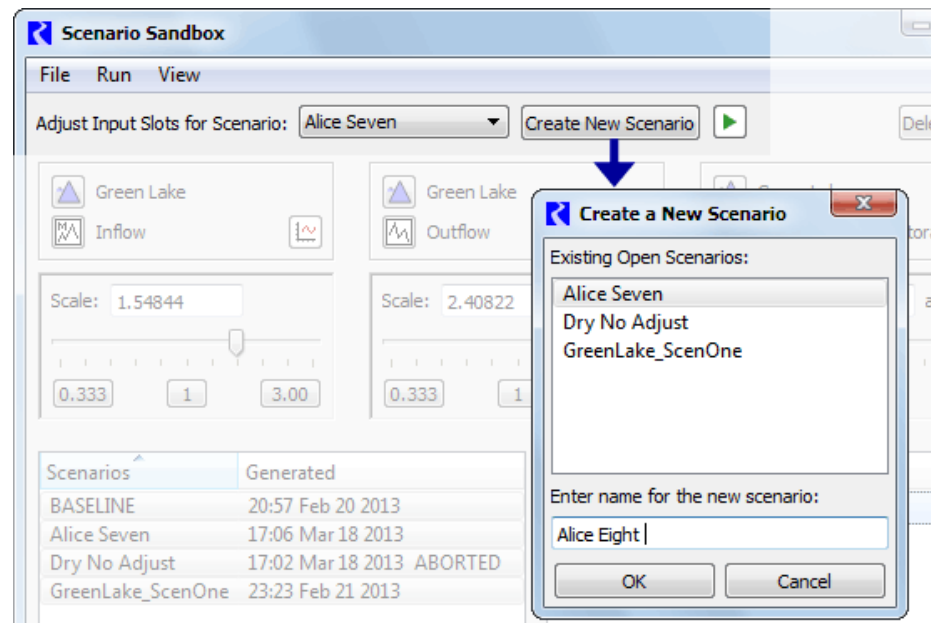 Scenario Sandbox
File Run View
Adjust Input Slots for Scenario: Alice Seven Create New Scenario
Green Lake
Inflow
Scale: 1.54844
0.333 1 3.00
Green Lake
Outflow
Scale: 2.40822
0.333 1
Scenarios Generated
BASELINE 20:57 Feb 20 2013
Alice Seven 17:06 Mar 18 2013
Dry No Adjust 17:02 Mar 18 2013 ABORTED
GreenLake_ScenOne 23:23 Feb 21 2013
Create a New Scenario
Existing Open Scenarios:
Alice Seven
Dry No Adjust
GreenLake_ScenOne
Enter name for the new scenario:
Alice Eight
OK Cancel